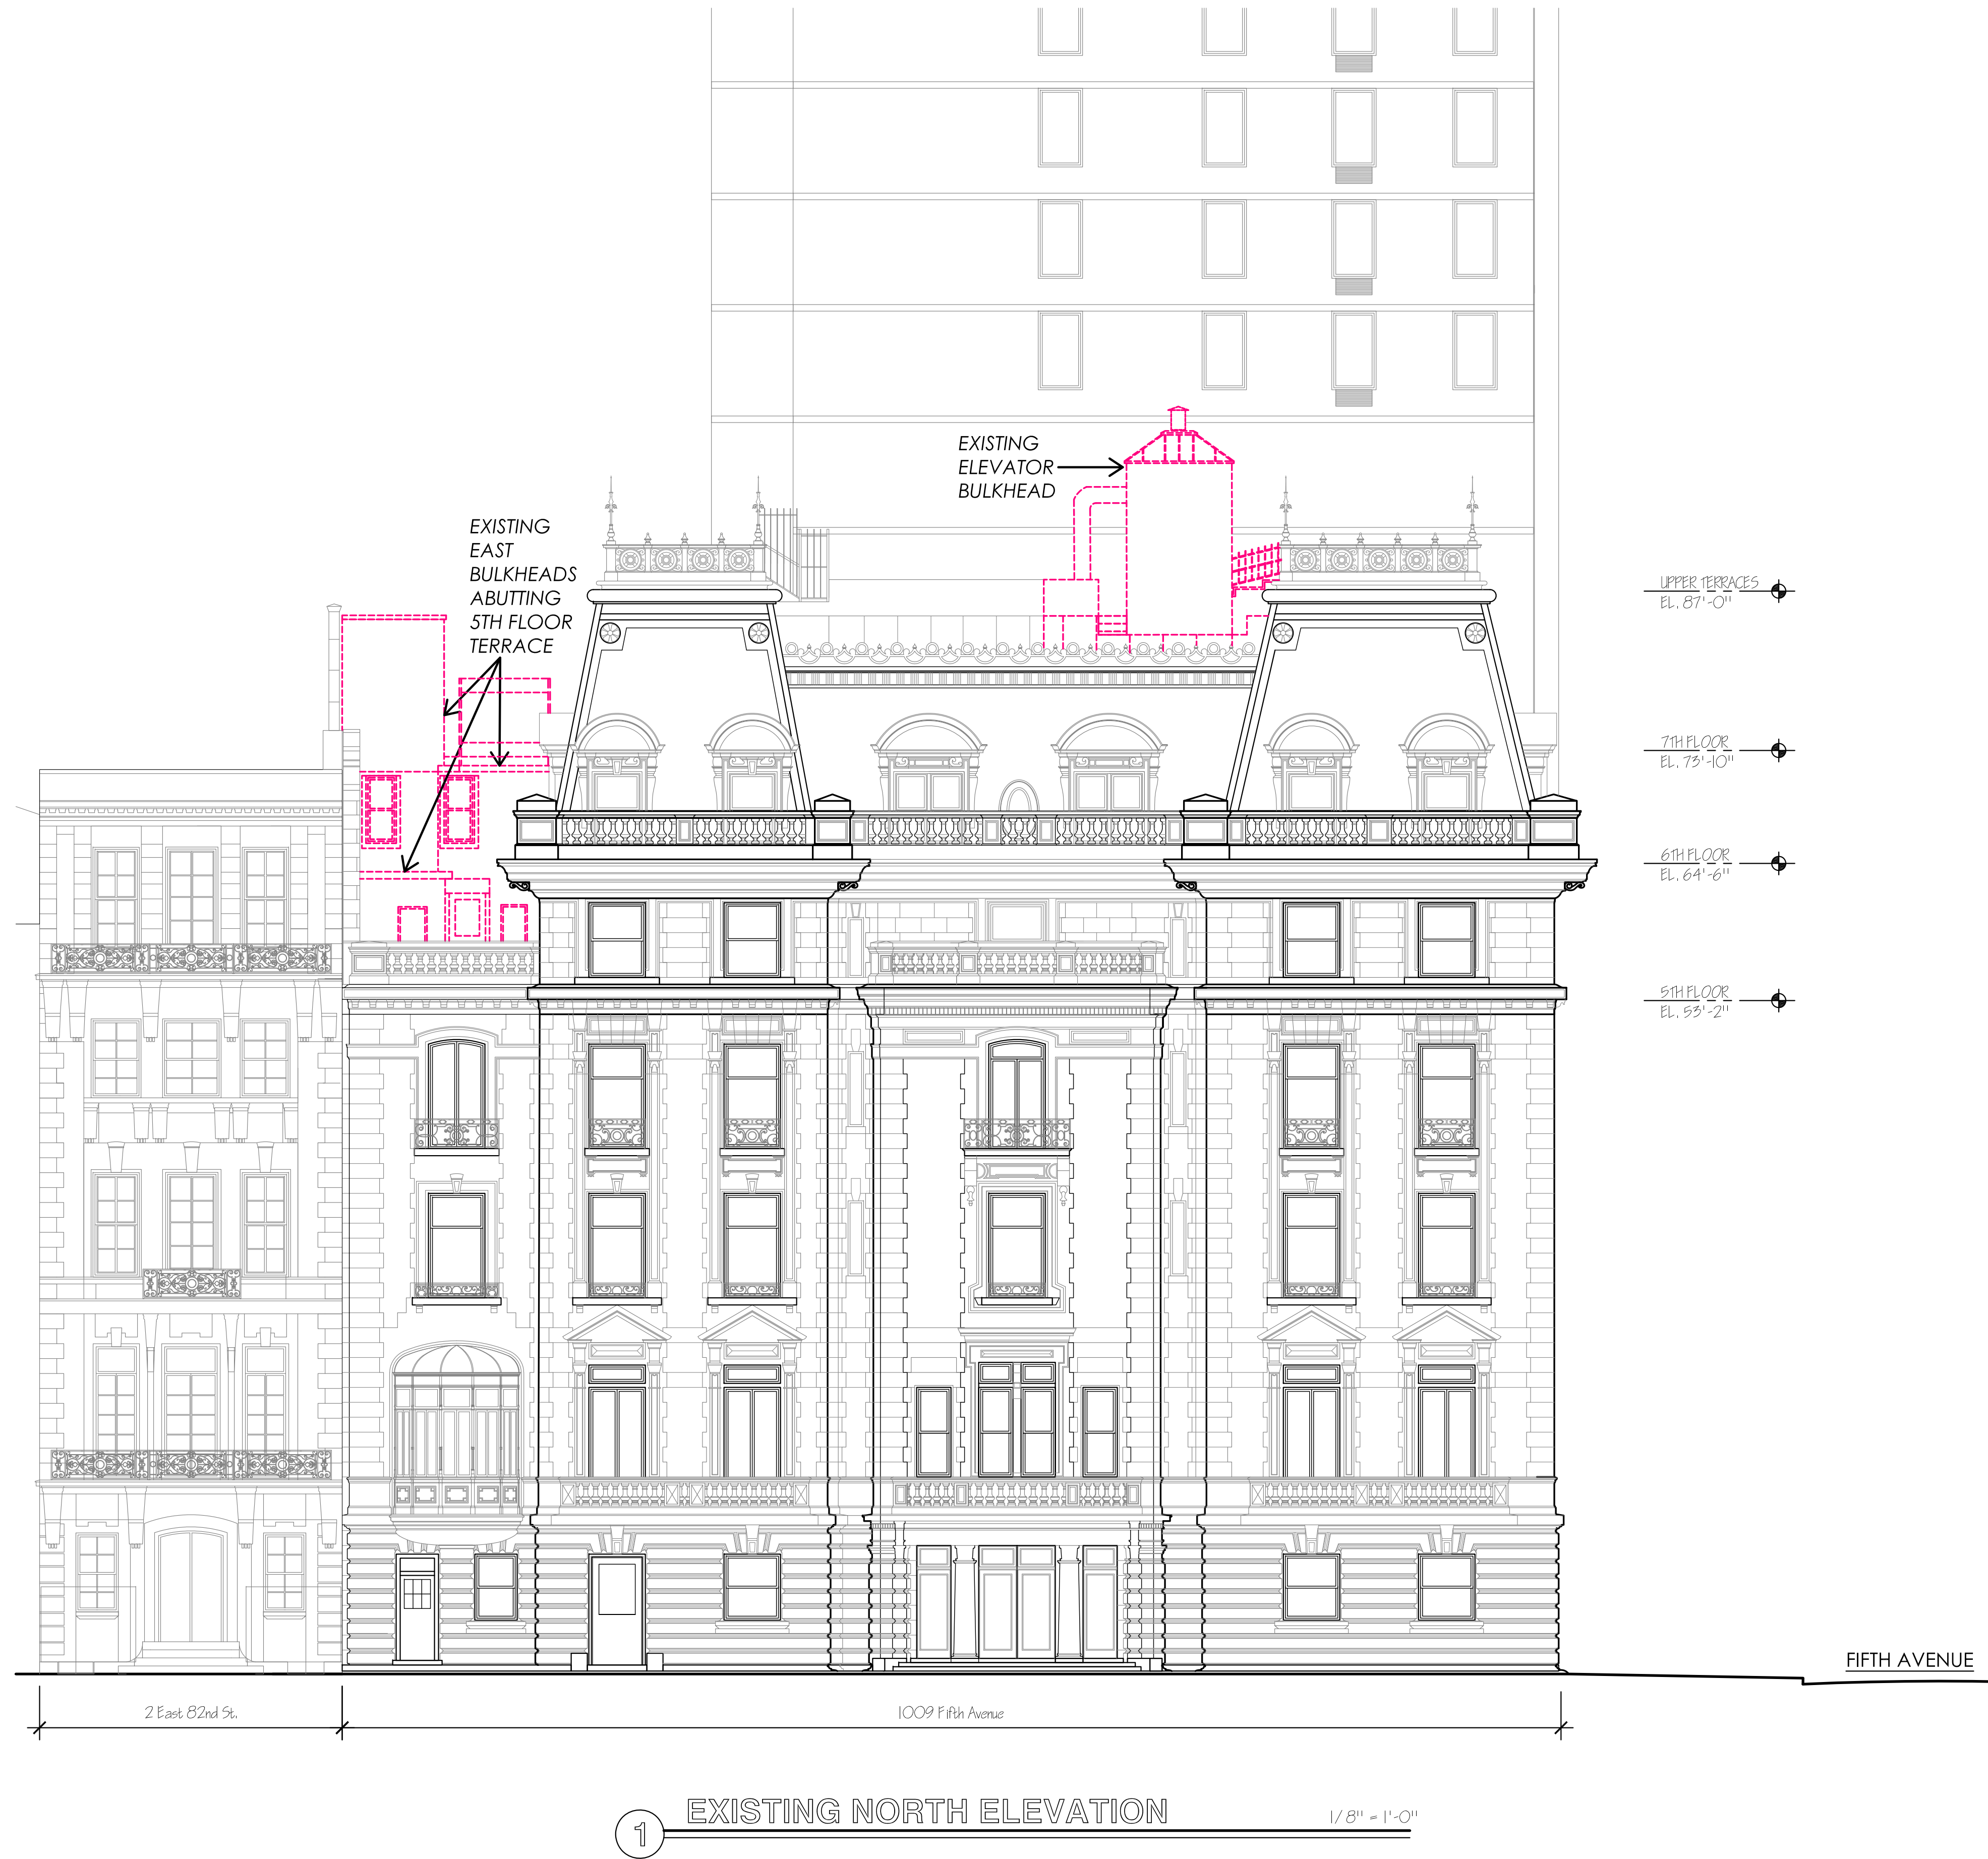 EXISTING
ELEVATOR
BULKHEAD
EXISTING
EAST
BULKHEADS
ABUTTING
5TH FLOOR
TERRACE
UPPER TERRACES
EL. 87'-0"
7TH FLOOR
EL. 73'-10"
6TH FLOOR
EL. 64'-6"
5TH FLOOR
EL. 53'-2"
FIFTH AVENUE
2 East 82nd St.
1009 Fifth Avenue
1 EXISTING NORTH ELEVATION 1/8" = 1'-0"